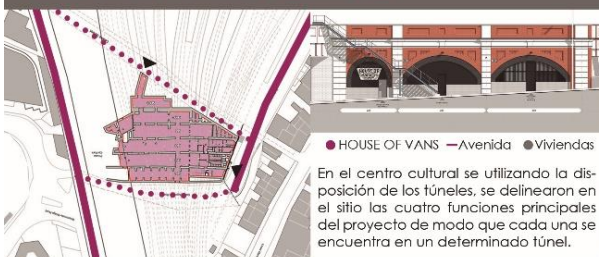 HOUSE OF VANS
Avenida
Viviendas
En el centro cultural se utilizando la dis-
posición de los túneles, se delinearon en
el sitio las cuatro funciones principales
del proyecto de modo que cada una se
encuentra en un determinado túnel.